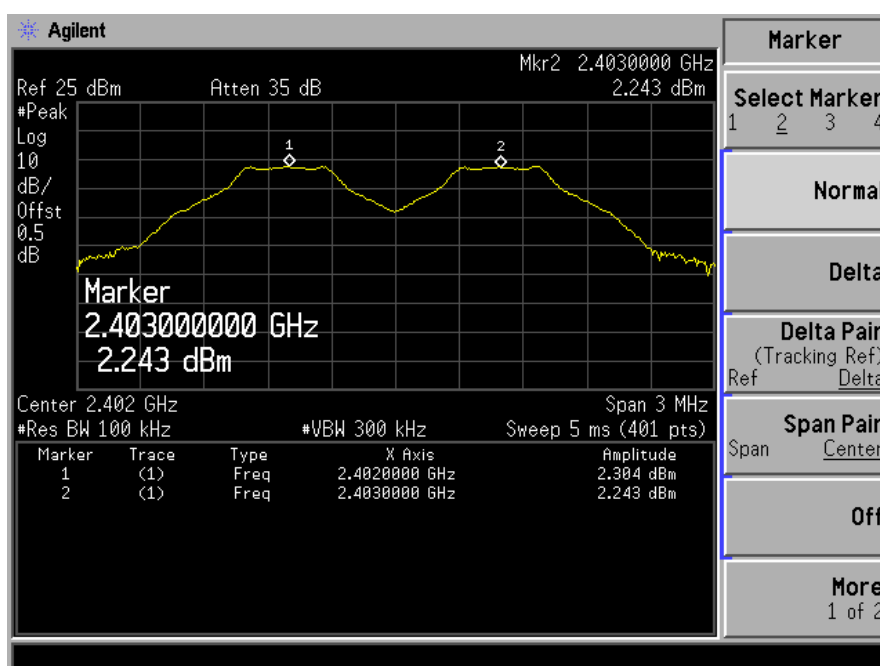 Agilent
Mkr2 2.4030000 GHz
Ref 25 dBm Atten 35 dB 2.243 dBm
#Peak
Log
10
dB/
Offst
0.5
dB
1 2
Marker
2.403000000 GHz
2.243 dBm
Center 2.402 GHz Span 3 MHz
#Res BW 100 kHz #VBW 300 kHz Sweep 5 ms (401 pts)
Marker Trace Type X Axis Amplitude
1 (1) Freq 2.4020000 GHz 2.304 dBm
2 (1) Freq 2.4030000 GHz 2.243 dBm
Marker
Select Marker
1 2 3 4
Normal
Delta
Delta Pair
(Tracking Ref)
Ref Delta
Span Pair
Span Center
Off
More
1 of 2